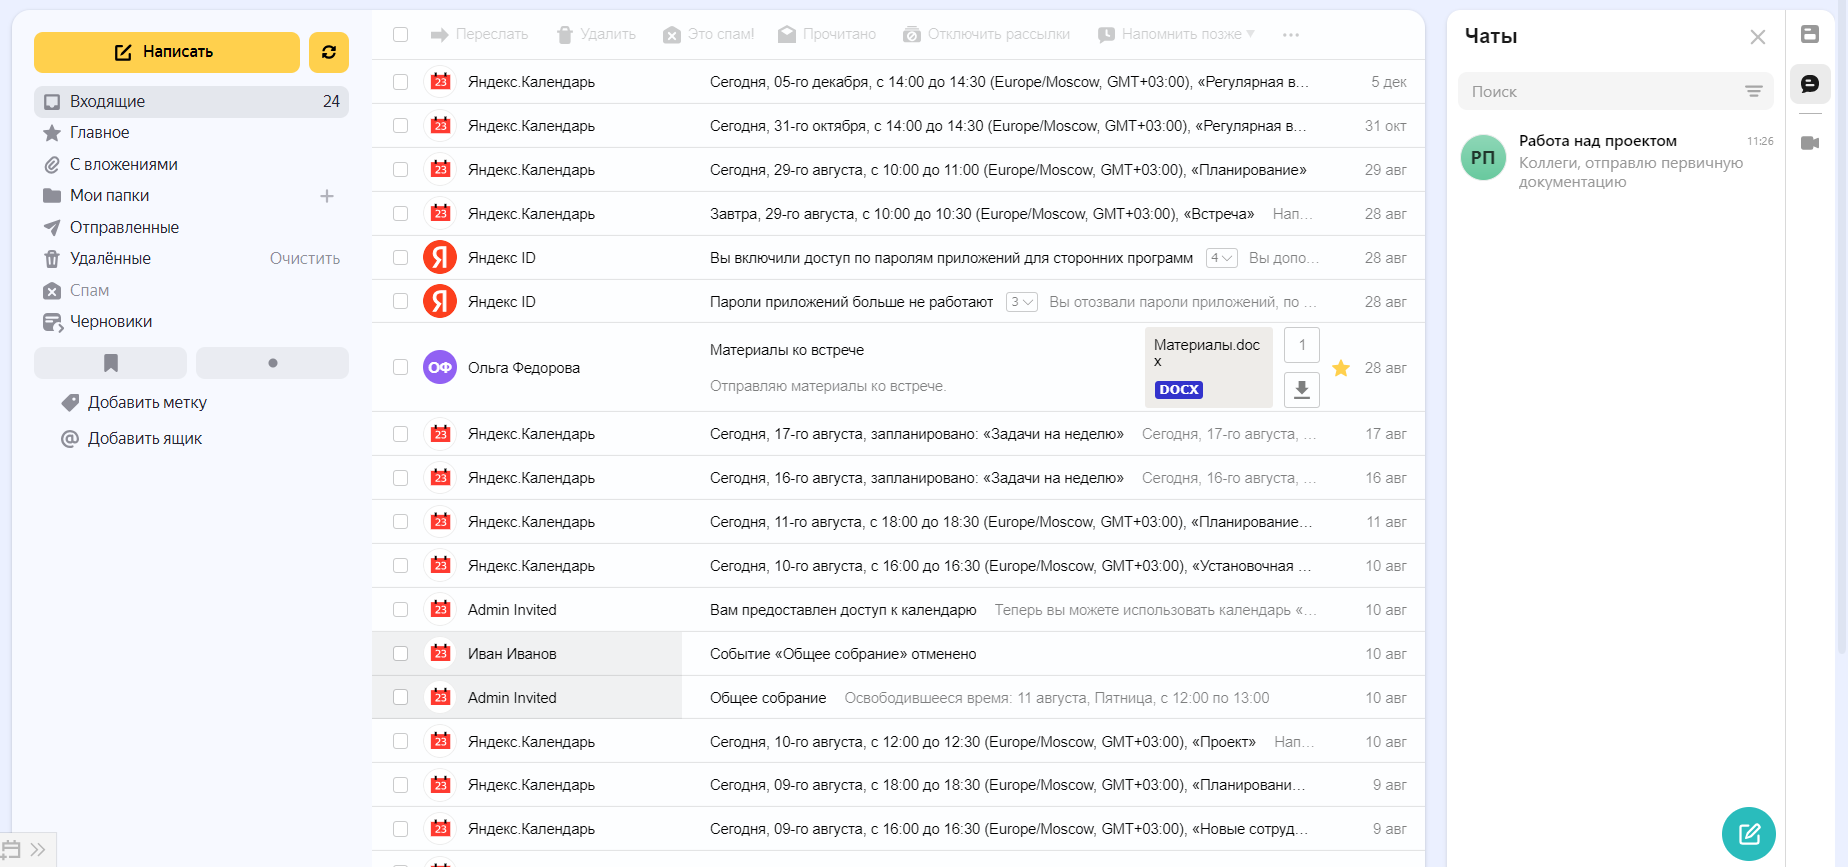 Написать
Входящие 24
Главное
С вложениями
Мои папки
Отправленные
Удалённые Очистить
Спам
Черновики
Добавить метку
Добавить ящик
Переслать Удалить Это спам! Прочитано Отключить рассылки Напомнить позже ...
23 Яндекс.Календарь Сегодня, 05-го декабря, с 14:00 до 14:30 (Europe/Moscow, GMT+03:00), «Регулярная в... 5 дек
23 Яндекс.Календарь Сегодня, 31-го октября, с 14:00 до 14:30 (Europe/Moscow, GMT+03:00), «Регулярная в... 31 окт
23 Яндекс.Календарь Сегодня, 29-го августа, с 10:00 до 11:00 (Europe/Moscow, GMT+03:00), «Планирование» 29 авг
23 Яндекс.Календарь Завтра, 29-го августа, с 10:00 до 10:30 (Europe/Moscow, GMT+03:00), «Встреча» Нап... 28 авг
Я Яндекс ID Вы включили доступ по паролям приложений для сторонних программ 4 Вы допо... 28 авг
Я Яндекс ID Пароли приложений больше не работают 3 Вы отозвали пароли приложений, по ... 28 авг
ОФ Ольга Федорова Материалы ко встрече
Отправляю материалы ко встрече.
Материалы.doc
x
DOCX
1
28 авг
23 Яндекс.Календарь Сегодня, 17-го августа, запланировано: «Задачи на неделю» Сегодня, 17-го августа, ... 17 авг
23 Яндекс.Календарь Сегодня, 16-го августа, запланировано: «Задачи на неделю» Сегодня, 16-го августа, ... 16 авг
23 Яндекс.Календарь Сегодня, 11-го августа, с 18:00 до 18:30 (Europe/Moscow, GMT+03:00), «Планирование... 11 авг
23 Яндекс.Календарь Сегодня, 10-го августа, с 16:00 до 16:30 (Europe/Moscow, GMT+03:00), «Установочная ... 10 авг
23 Admin Invited Вам предоставлен доступ к календарю Теперь вы можете использовать календарь «... 10 авг
23 Иван Иванов Событие «Общее собрание» отменено 10 авг
23 Admin Invited Общее собрание Освободившееся время: 11 августа, Пятница, с 12:00 по 13:00 10 авг
23 Яндекс.Календарь Сегодня, 10-го августа, с 12:00 до 12:30 (Europe/Moscow, GMT+03:00), «Проект» Нап... 10 авг
23 Яндекс.Календарь Сегодня, 09-го августа, с 18:00 до 18:30 (Europe/Moscow, GMT+03:00), «Планировани... 9 авг
23 Яндекс.Календарь Сегодня, 09-го августа, с 16:00 до 16:30 (Europe/Moscow, GMT+03:00), «Новые сотруд... 9 авг
Чаты
Поиск
РП Работа над проектом 11:26
Коллеги, отправлю первичную
документацию